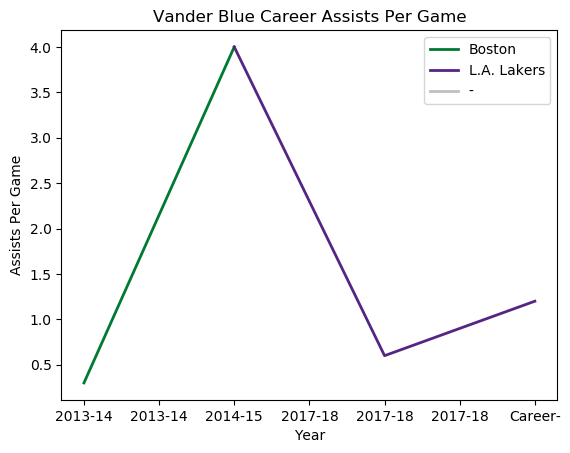 Vander Blue Career Assists Per Game
Boston
L.A. Lakers
-
Assists Per Game
4.0
3.5
3.0
2.5
2.0
1.5
1.0
0.5
2013-14 2013-14 2014-15 2017-18 2017-18 2017-18 Career-
Year